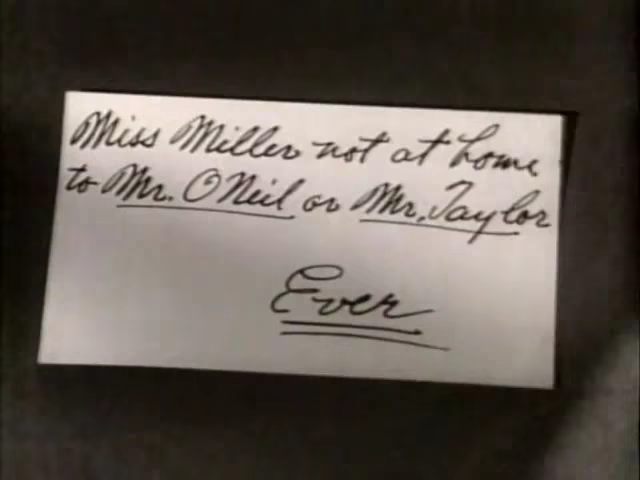 Miss Miller not at home
to Mr. O'Neil or Mr. Taylor
Ever